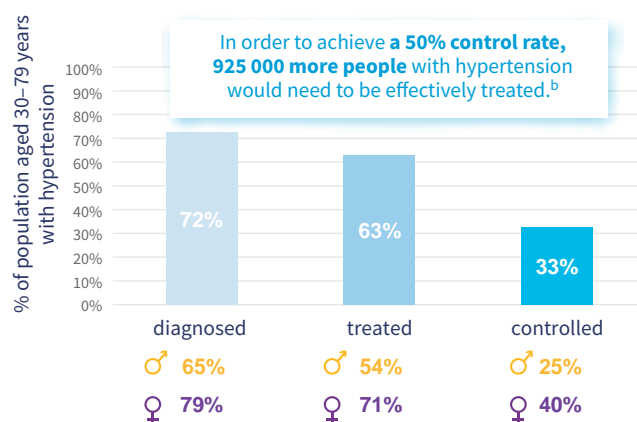 In order to achieve a 50% control rate,
925 000 more people with hypertension
would need to be effectively treated.ᵇ
% of population aged 30–79 years
with hypertension
100%
90%
80%
70%
60%
50%
40%
30%
20%
10%
0%
72%
63%
33%
diagnosed treated controlled
♂ 65% ♂ 54% ♂ 25%
♀ 79% ♀ 71% ♀ 40%